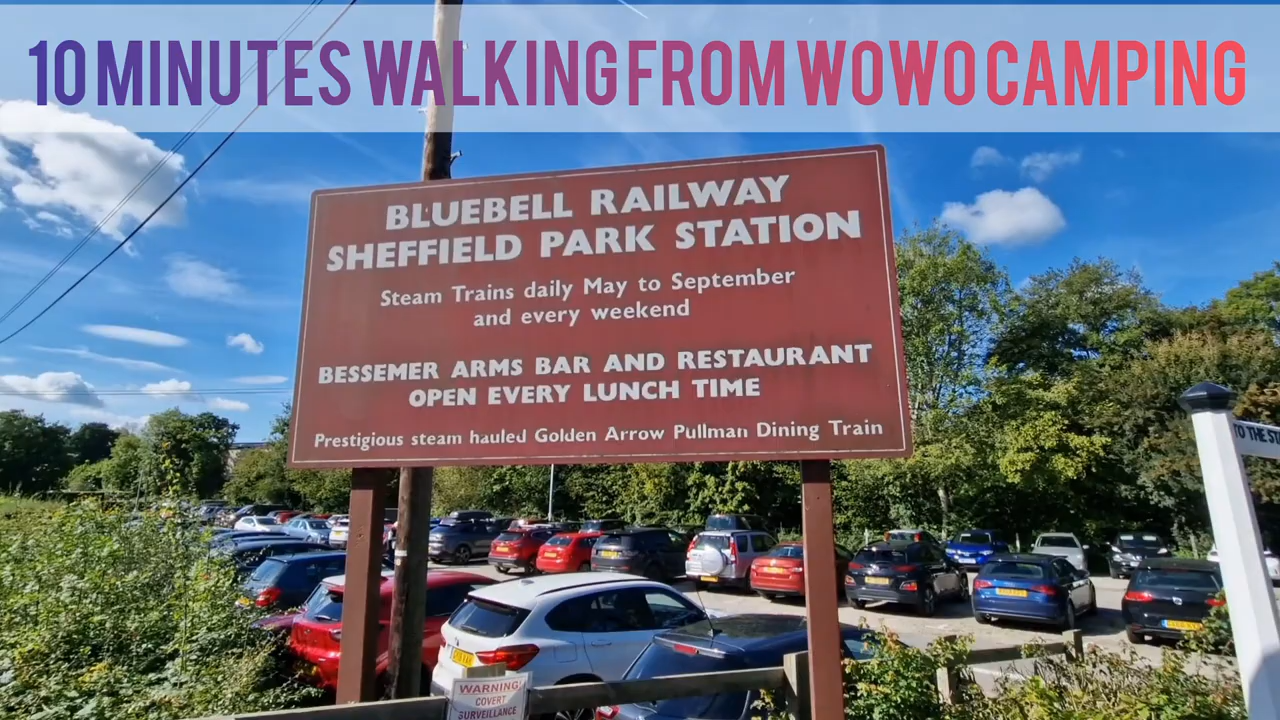 10 MINUTES WALKING FROM WOWO CAMPING
BLUEBELL RAILWAY
SHEFFIELD PARK STATION
Steam Trains daily May to September
and every weekend
BESSEMER ARMS BAR AND RESTAURANT
OPEN EVERY LUNCH TIME
Prestigious steam hauled Golden Arrow Pullman Dining Train
TO THE
WARNING!
COVERT
SURVEILLANCE